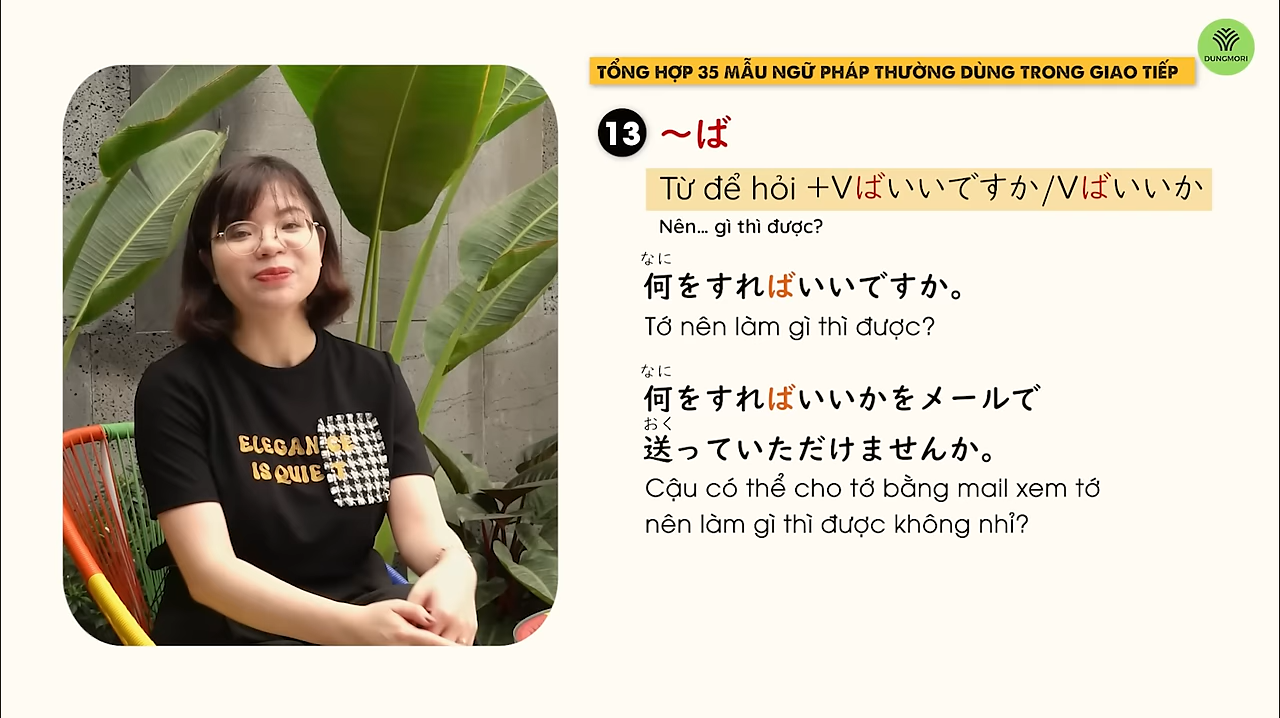 DUNGMORI
TỔNG HỢP 35 MẪU NGỮ PHÁP THƯỜNG DÙNG TRONG GIAO TIẾP
13 ～ば
Từ để hỏi +Vばいいですか/Vばいいか
Nên... gì thì được?
なに
何をすればいいですか。
Tớ nên làm gì thì được?
なに
何をすればいいかをメールで
おく
送っていただけませんか。
Cậu có thể cho tớ bằng mail xem tớ
nên làm gì thì được không nhỉ?
ELEGANCE
IS QUIET